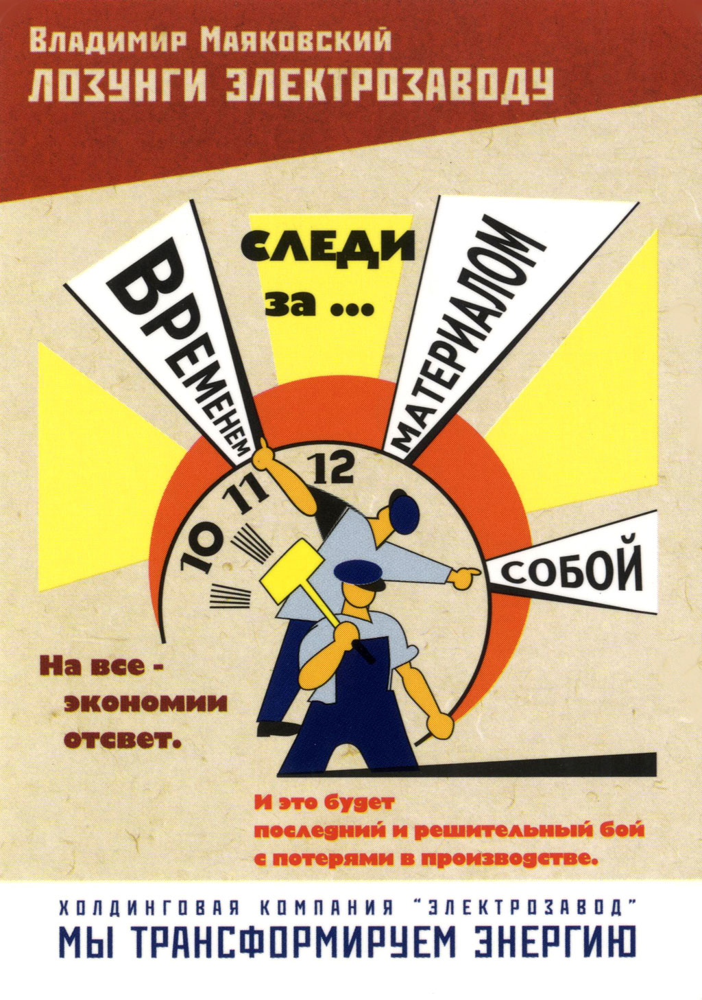 Владимир Маяковский
ЛОЗУНГИ ЭЛЕКТРОЗАВОДУ
СЛЕДИ
за ...
ВРЕМЕНЕМ
МАТЕРИАЛОМ
СОБОЙ
12
11
10
На все -
экономии
отсвет.
И это будет
последний и решительный бой
с потерями в производстве.
ХОЛДИНГОВАЯ КОМПАНИЯ "ЭЛЕКТРОЗАВОД"
МЫ ТРАНСФОРМИРУЕМ ЭНЕРГИЮ